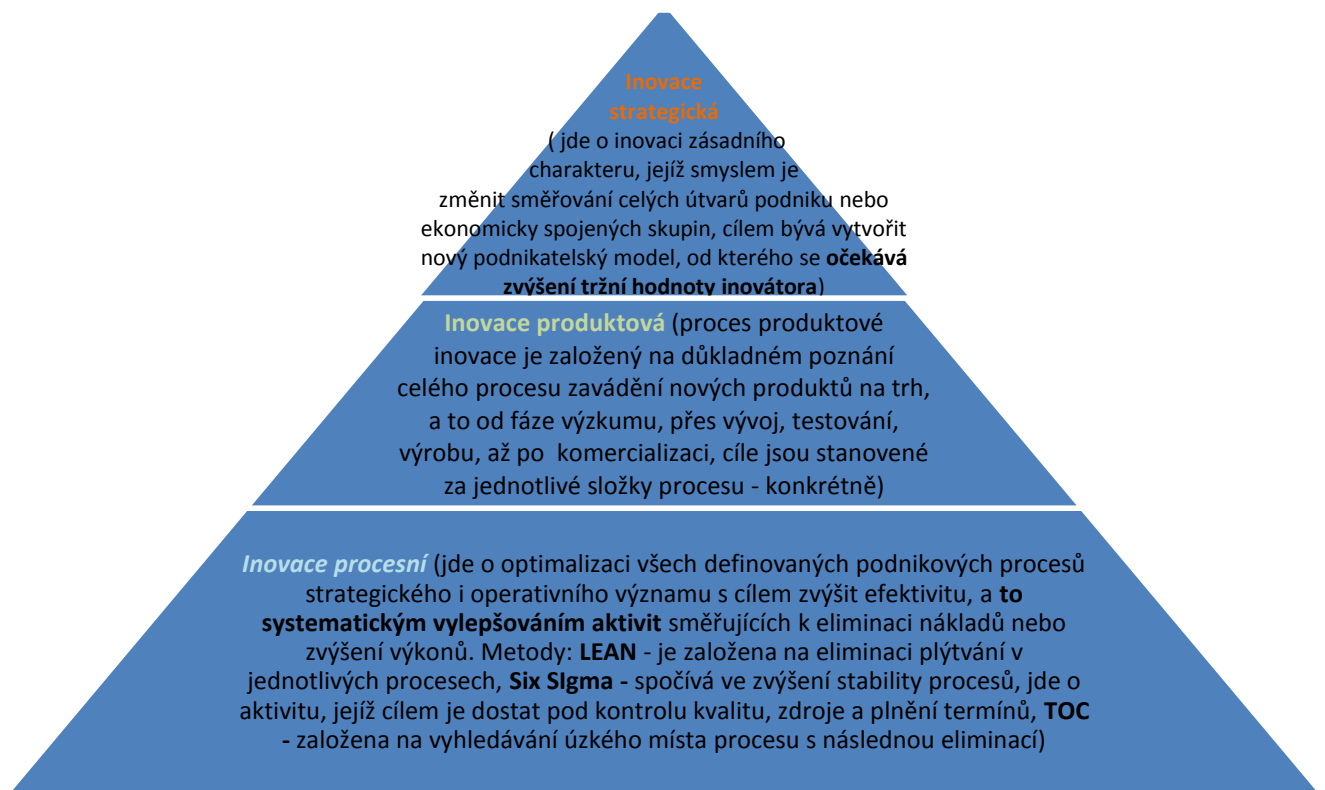 Inovace
strategická
( jde o inovaci zásadního
charakteru, jejíž smyslem je
změnit směřování celých útvarů podniku nebo
ekonomicky spojených skupin, cílem bývá vytvořit
nový podnikatelský model, od kterého se očekává
zvýšení tržní hodnoty inovátora)
Inovace produktová (proces produktové
inovace je založený na důkladném poznání
celého procesu zavádění nových produktů na trh,
a to od fáze výzkumu, přes vývoj, testování,
výrobu, až po  komercializaci, cíle jsou stanovené
za jednotlivé složky procesu - konkrétně)
Inovace procesní (jde o optimalizaci všech definovaných podnikových procesů
strategického i operativního významu s cílem zvýšit efektivitu, a to
systematickým vylepšováním aktivit směřujících k eliminaci nákladů nebo
zvýšení výkonů. Metody: LEAN - je založena na eliminaci plýtvání v
jednotlivých procesech, Six SIgma - spočívá ve zvýšení stability procesů, jde o
aktivitu, jejíž cílem je dostat pod kontrolu kvalitu, zdroje a plnění termínů, TOC
- založena na vyhledávání úzkého místa procesu s následnou eliminací)